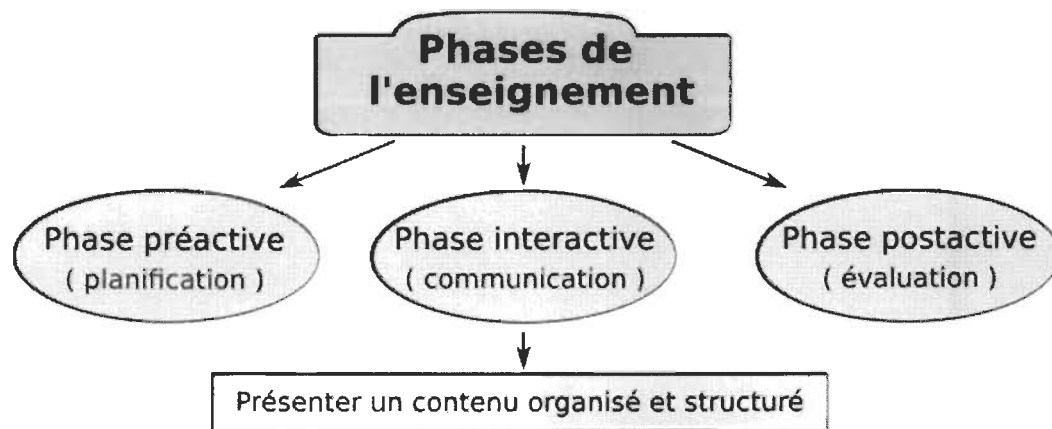 Phases de
l'enseignement
Phase préactive
( planification )
Phase interactive
( communication )
Phase postactive
( évaluation )
Présenter un contenu organisé et structuré